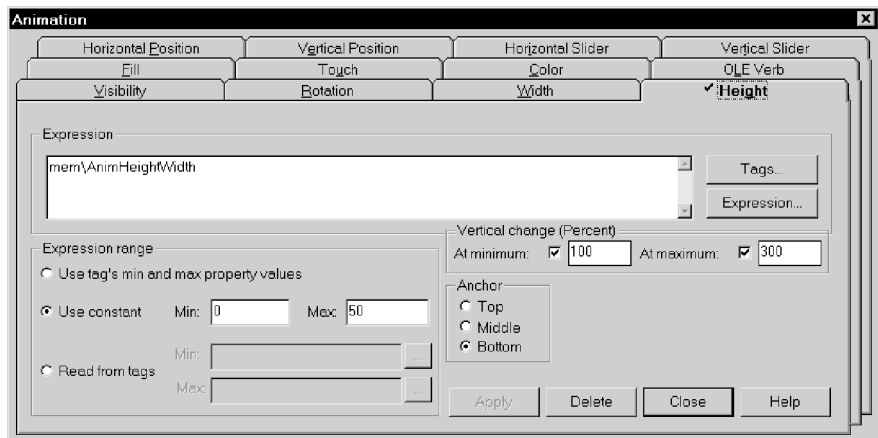 Animation
Horizontal Position Vertical Position Horizontal Slider Vertical Slider
Fill Touch Color OLE Verb
Visibility Rotation Width Height
Expression
mem\AnimHeightWidth
Tags...
Expression...
Vertical change (Percent)
At minimum: 100 At maximum: 300
Expression range
Use tag's min and max property values
Use constant Min: 0 Max: 50
Read from tags
Min: ...
Max: ...
Anchor
Top
Middle
Bottom
Apply Delete Close Help